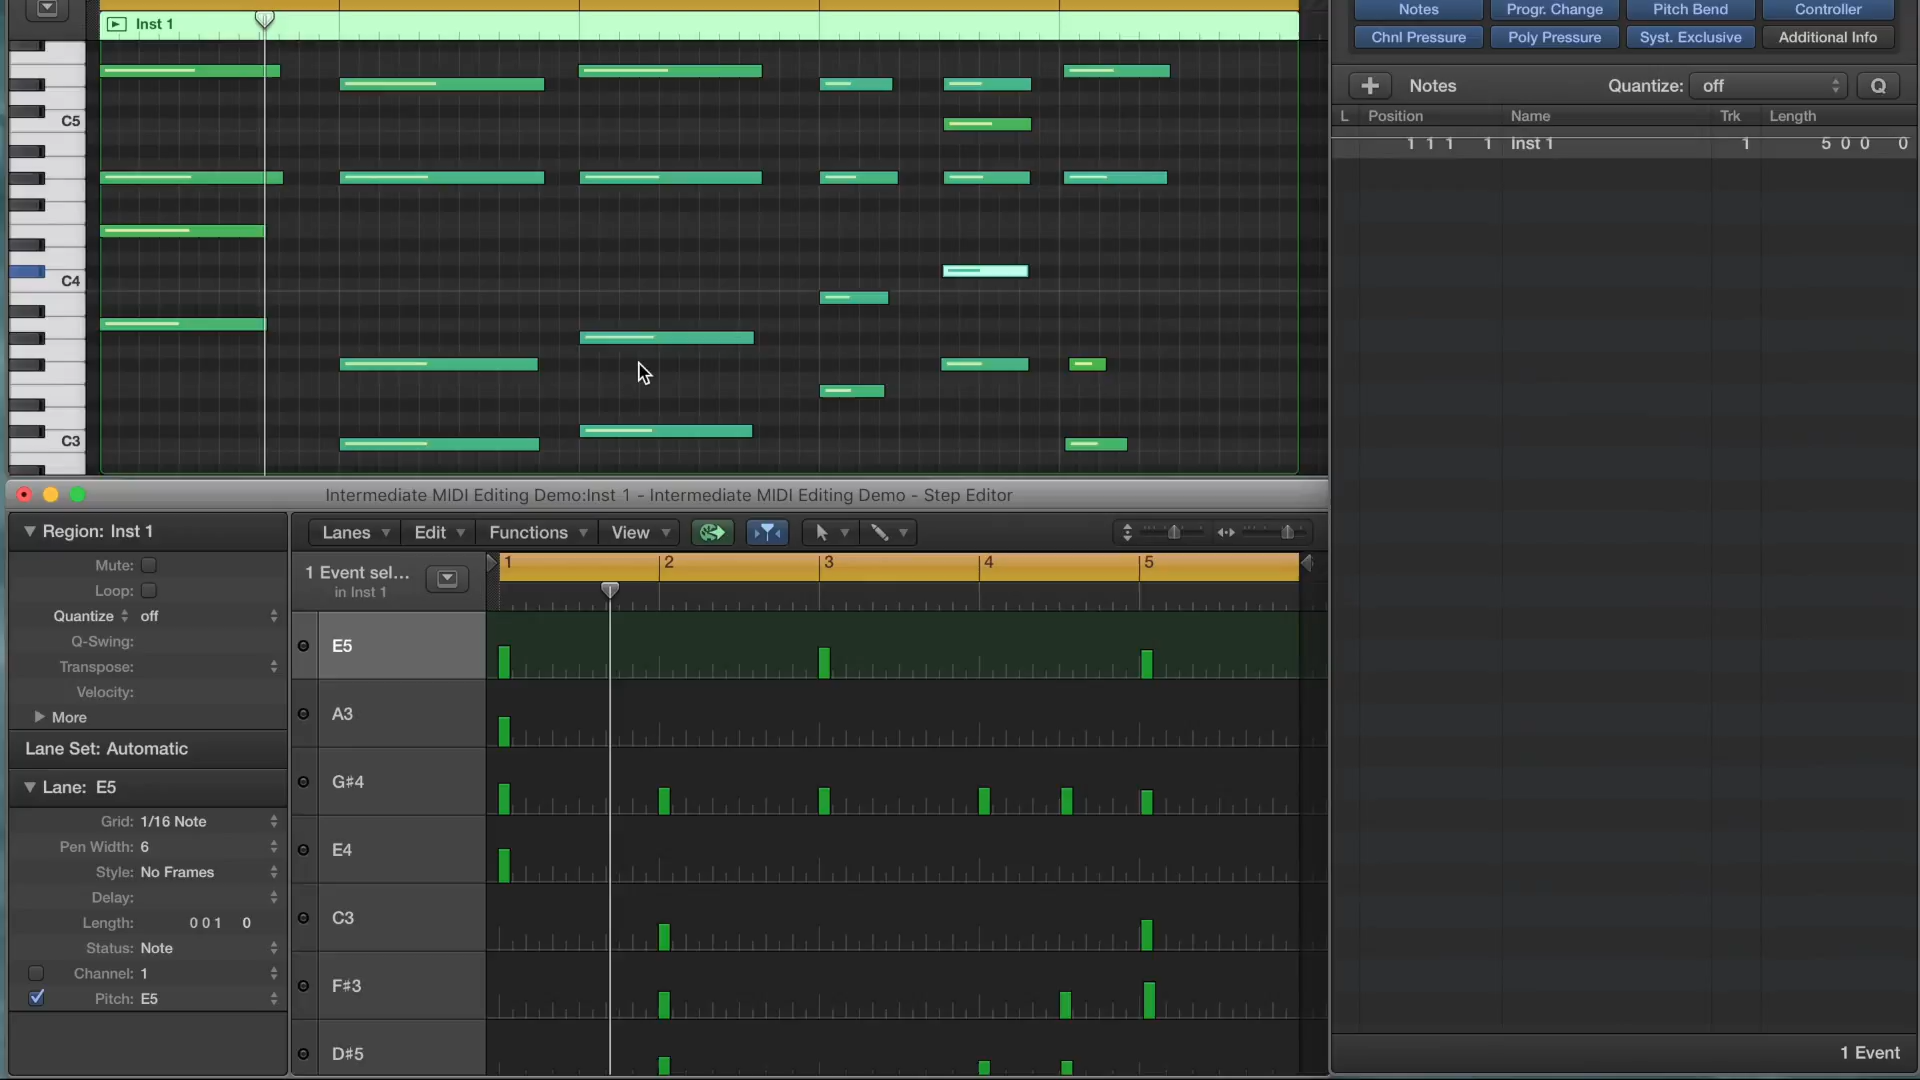 Inst 1
C5
C4
C3
Notes
Progr. Change
Pitch Bend
Controller
Chnl Pressure
Poly Pressure
Syst. Exclusive
Additional Info
Notes
Quantize: off
Q
L Position Name Trk Length
1 1 1 1 Inst 1 1 5 0 0 0
1 Event
Intermediate MIDI Editing Demo:Inst 1 - Intermediate MIDI Editing Demo - Step Editor
Region: Inst 1
Mute:
Loop:
Quantize off
Q-Swing:
Transpose:
Velocity:
More
Lane Set: Automatic
Lane: E5
Grid: 1/16 Note
Pen Width: 6
Style: No Frames
Delay:
Length: 0 0 1 0
Status: Note
Channel: 1
Pitch: E5
Lanes
Edit
Functions
View
1 Event sel...
in Inst 1
1 2 3 4 5
E5
A3
G#4
E4
C3
F#3
D#5